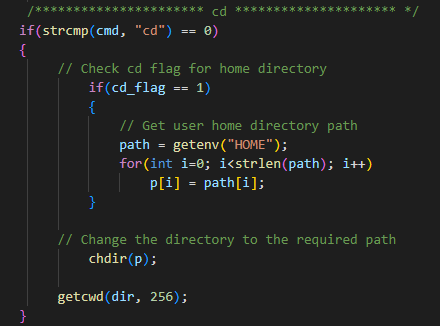 /********************** cd ********************* */
if(strcmp(cmd, "cd") == 0)
{
// Check cd flag for home directory
if(cd_flag == 1)
{
// Get user home directory path
path = getenv("HOME");
for(int i=0; i<strlen(path); i++)
p[i] = path[i];
}
// Change the directory to the required path
chdir(p);
getcwd(dir, 256);
}